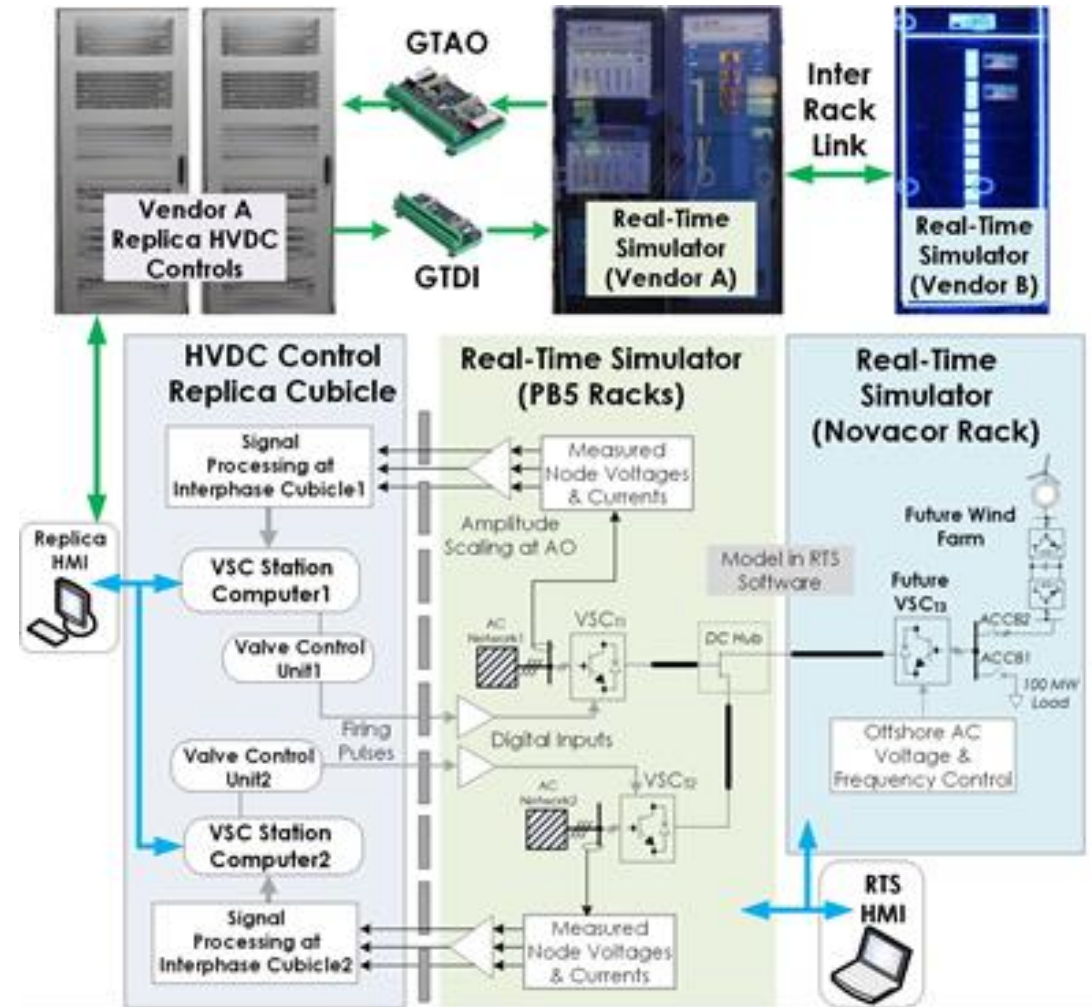 GTAO
Inter
Rack
Link
Vendor A
Replica HVDC
Controls
GTDI
Real-Time
Simulator
(Vendor A)
Real-Time
Simulator
(Vendor B)
HVDC Control
Replica Cubicle
Real-Time Simulator
(PB5 Racks)
Real-Time
Simulator
(Novacor Rack)
Signal
Processing at
Interphase Cubicle1
Measured
Node Voltages
& Currents
Amplitude
Scaling at AO
Replica
HMI
VSC Station
Computer1
Valve Control
Unit1
Model in RTS
Software
Future Wind
Farm
Future
VSC13
ACCB2
ACCB1
100 MW
Load
AC
Network1
VSC11
DC Hub
Firing
Pulses
Digital Inputs
Offshore AC
Voltage &
Frequency Control
Valve Control
Unit2
AC
Network2
VSC12
VSC Station
Computer2
Signal
Processing at
Interphase Cubicle2
Measured
Node Voltages
& Currents
RTS
HMI